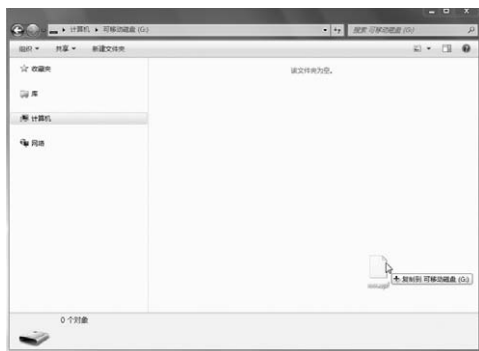 计算机 ▸ 可移动磁盘 (G:)
搜索 可移动磁盘 (G:)
组织 共享 新建文件夹
收藏夹
该文件夹为空。
库
计算机
网络
复制到 可移动磁盘 (G:)
0 个对象